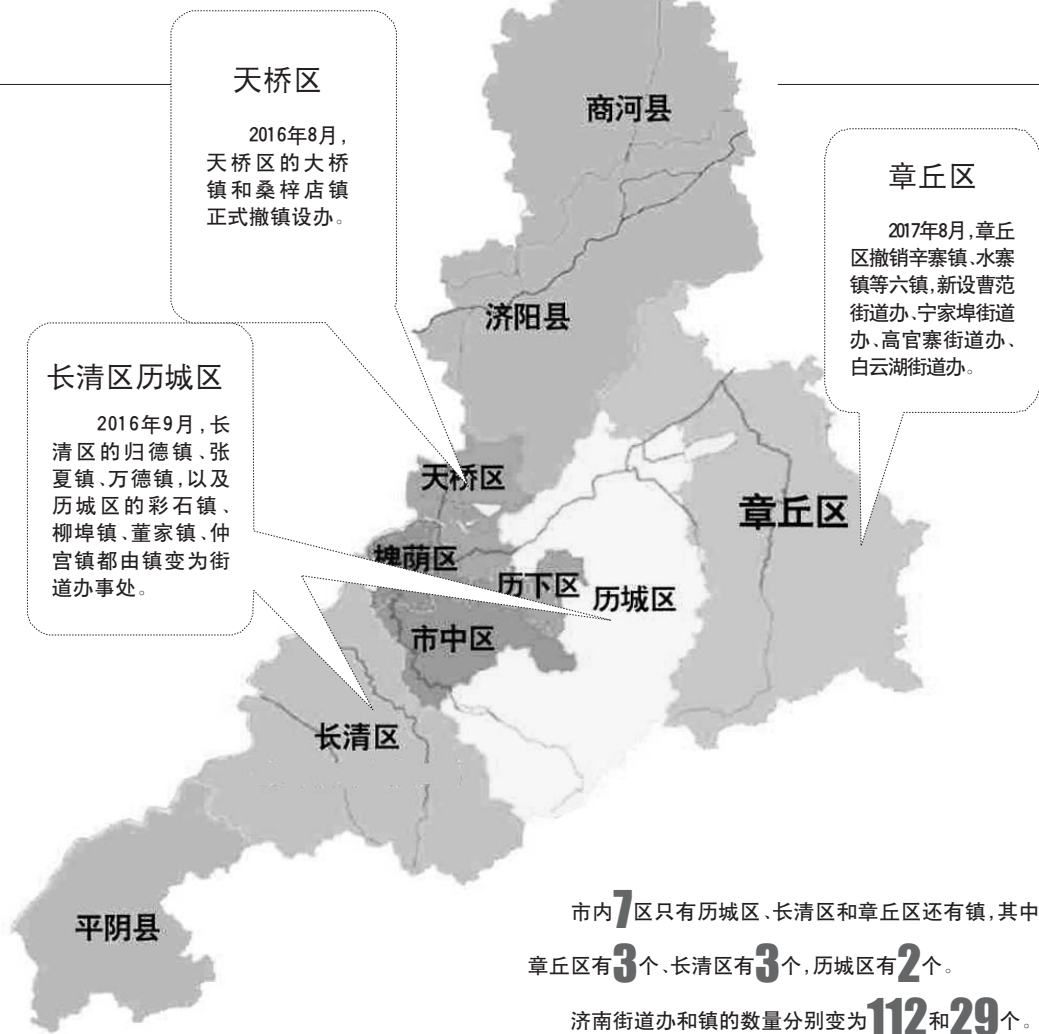 天桥区
2016年8月，
天桥区的大桥
镇和桑梓店镇
正式撤镇设办。
商河县
章丘区
2017年8月，章丘
区撤销辛寨镇、水寨
镇等六镇，新设曹范
街道办、宁家埠街道
办、高官寨街道办、
白云湖街道办。
济阳县
长清区历城区
2016年9月，长
清区的归德镇、张
夏镇、万德镇，以及
历城区的彩石镇、
柳埠镇、董家镇、仲
宫镇都由镇变为街
道办事处。
天桥区
章丘区
槐荫区
历下区
历城区
市中区
长清区
平阴县
市内7区只有历城区、长清区和章丘区还有镇，其中
章丘区有3个、长清区有3个，历城区有2个。
济南街道办和镇的数量分别变为112和29个。